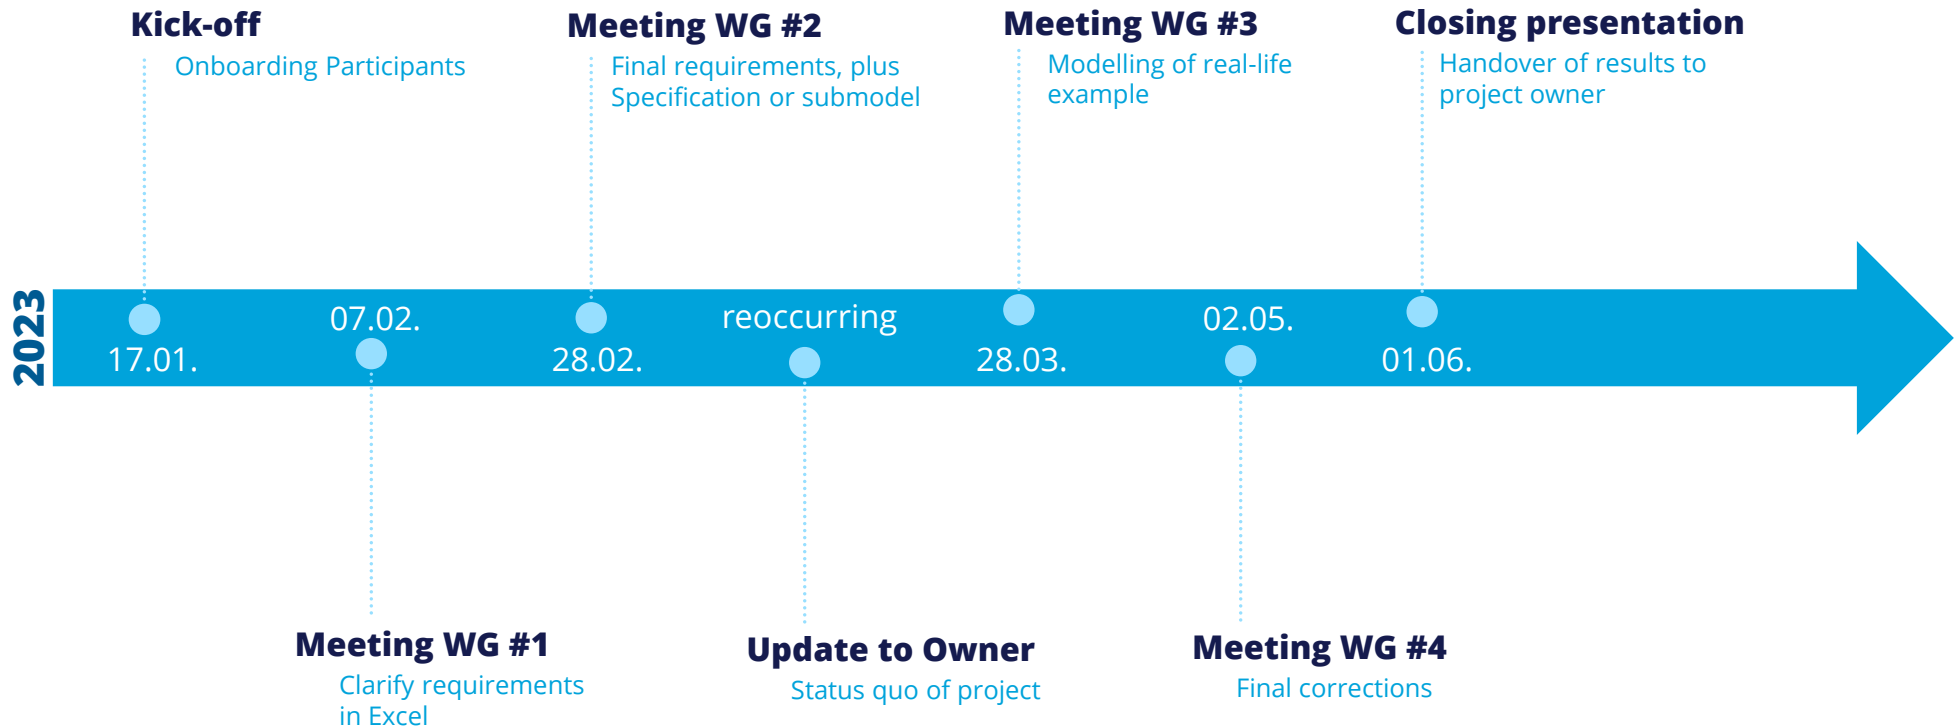 Kick-off
Onboarding Participants
Meeting WG #2
Final requirements, plus
Specification or submodel
Meeting WG #3
Modelling of real-life
example
Closing presentation
Handover of results to
project owner
2023
17.01.
07.02.
28.02.
reoccurring
28.03.
02.05.
01.06.
Meeting WG #1
Clarify requirements
in Excel
Update to Owner
Status quo of project
Meeting WG #4
Final corrections